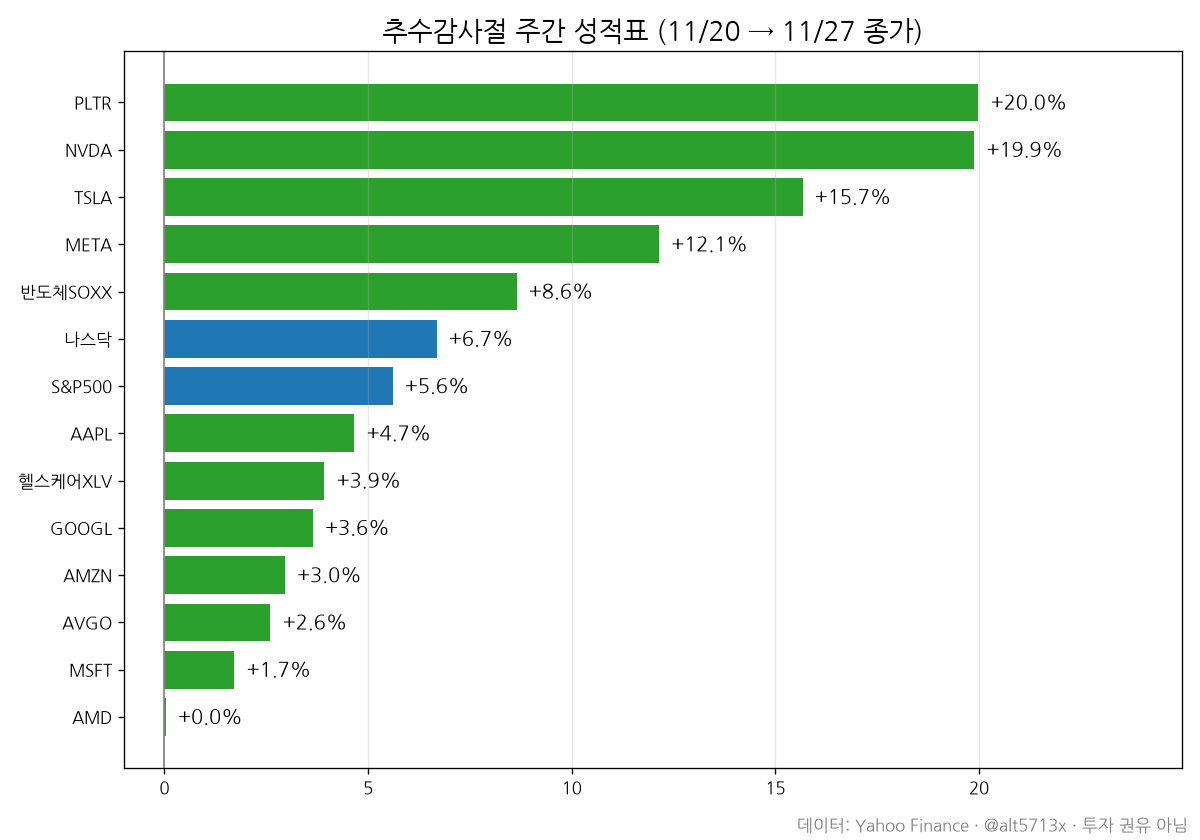 추수감사절 주간 성적표 (11/20 → 11/27 종가)
PLTR +20.0%
NVDA +19.9%
TSLA +15.7%
META +12.1%
반도체SOXX +8.6%
나스닥 +6.7%
S&P500 +5.6%
AAPL +4.7%
헬스케어XLV +3.9%
GOOGL +3.6%
AMZN +3.0%
AVGO +2.6%
MSFT +1.7%
AMD +0.0%
0 5 10 15 20
데이터: Yahoo Finance · @alt5713x · 투자 권유 아님